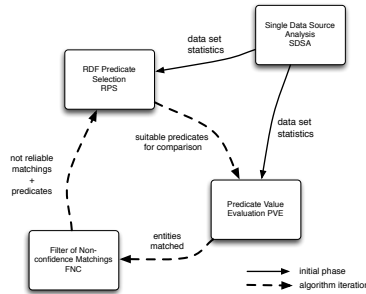 Single Data Source
Analysis
SDSA
data set
statistics
RDF Predicate
Selection
RPS
data set
statistics
suitable predicates
for comparison
not reliable
matchings
+
predicates
Predicate Value
Evaluation PVE
entities
matched
Filter of Non-
confidence Matchings
FNC
initial phase
algorithm iteration